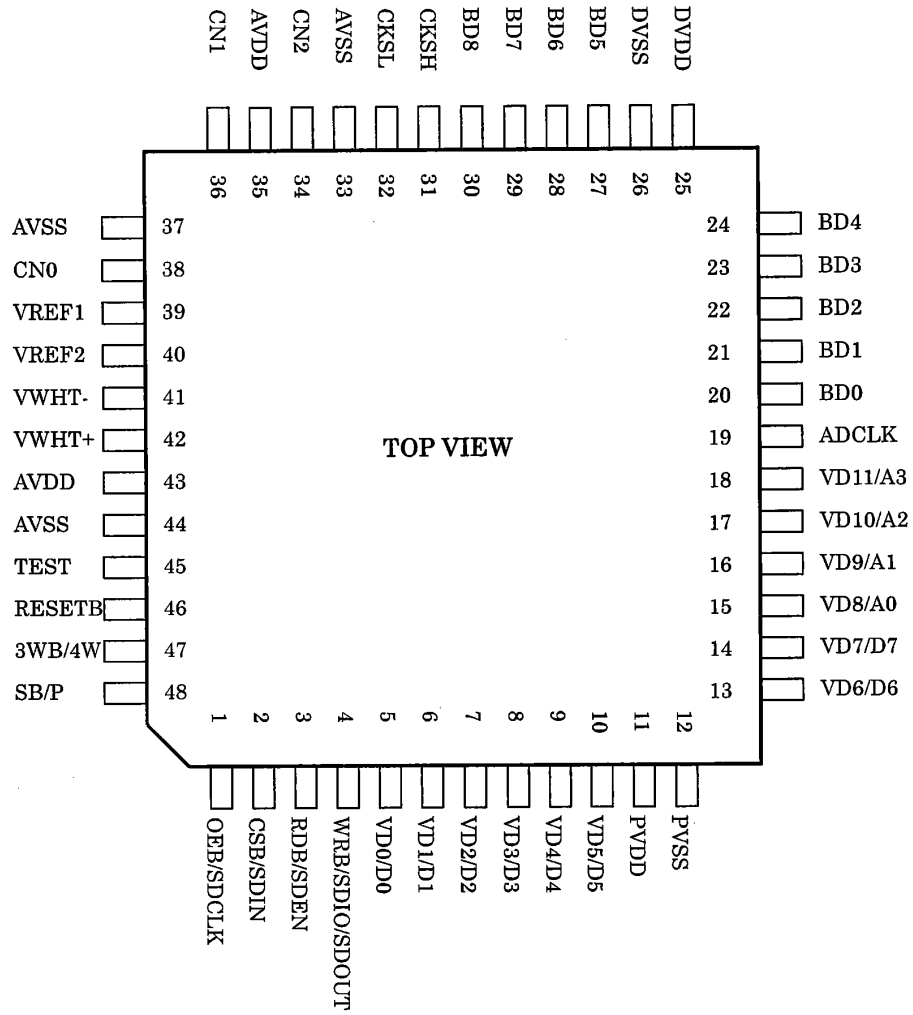 CN1 AVDD CN2 AVSS CKSL CKSH BD8 BD7 BD6 BD5 DVSS DVDD
36 35 34 33 32 31 30 29 28 27 26 25
AVSS 37
CN0 38
VREF1 39
VREF2 40
VWHT- 41
VWHT+ 42
AVDD 43
AVSS 44
TEST 45
RESETB 46
3WB/4W 47
SB/P 48
TOP VIEW
24 BD4
23 BD3
22 BD2
21 BD1
20 BD0
19 ADCLK
18 VD11/A3
17 VD10/A2
16 VD9/A1
15 VD8/A0
14 VD7/D7
13 VD6/D6
1 2 3 4 5 6 7 8 9 10 11 12
OEB/SDCLK
CSB/SDIN
RDB/SDEN
WRB/SDIO/SDOUT
VD0/D0
VD1/D1
VD2/D2
VD3/D3
VD4/D4
VD5/D5
PVDD
PVSS